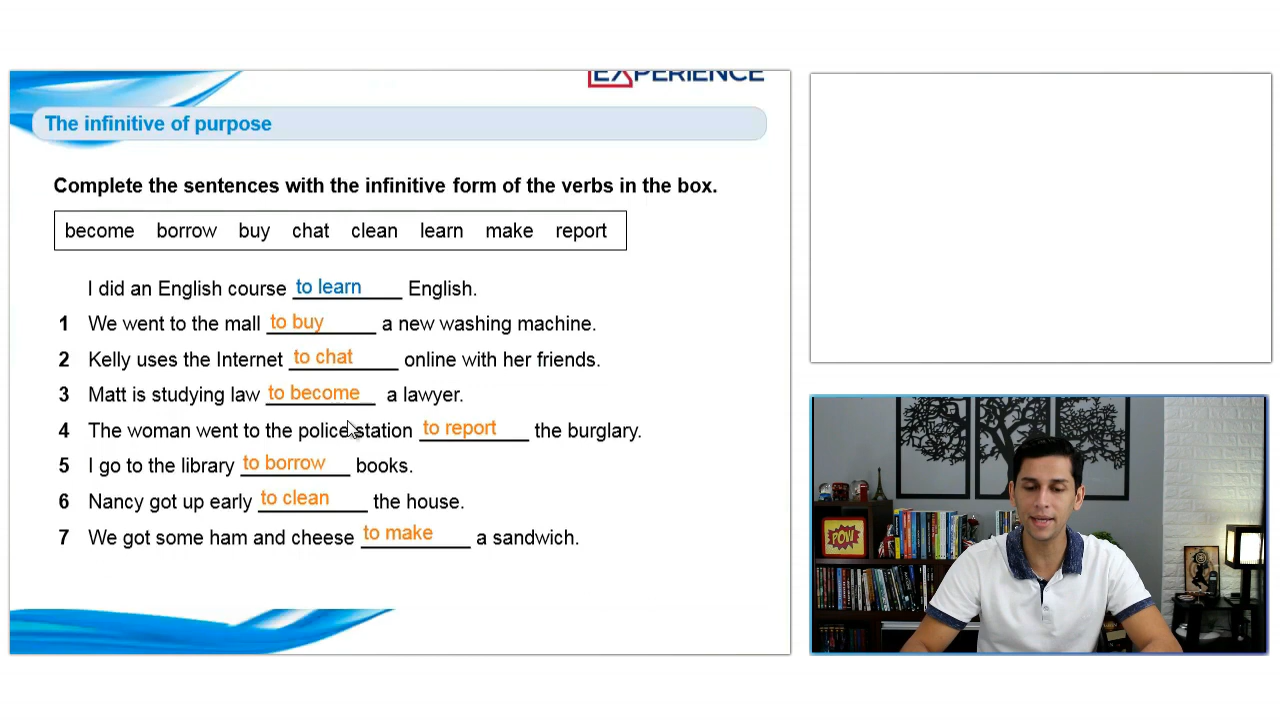 EXPERIENCE
The infinitive of purpose
Complete the sentences with the infinitive form of the verbs in the box.
become borrow buy chat clean learn make report
I did an English course to learn English.
1 We went to the mall to buy a new washing machine.
2 Kelly uses the Internet to chat online with her friends.
3 Matt is studying law to become a lawyer.
4 The woman went to the police station to report the burglary.
5 I go to the library to borrow books.
6 Nancy got up early to clean the house.
7 We got some ham and cheese to make a sandwich.
POW!